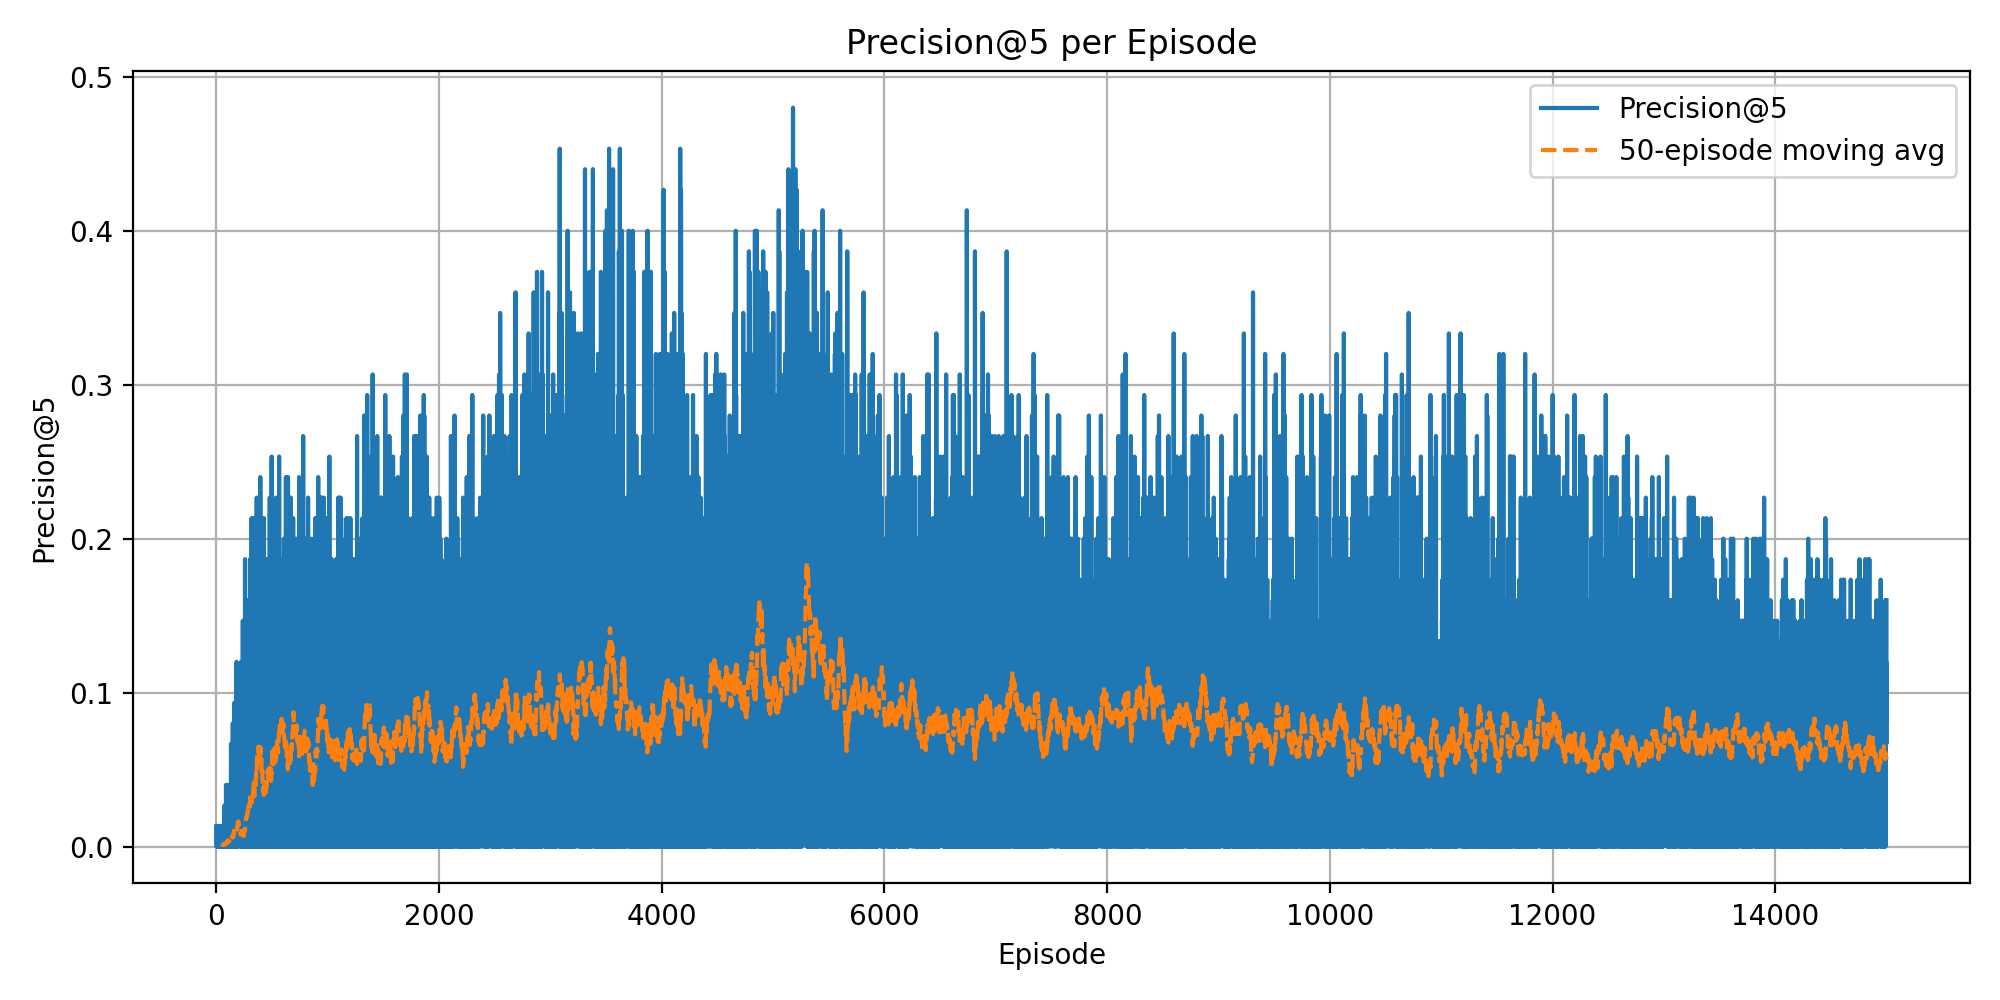 Precision@5 per Episode
Precision@5
50-episode moving avg
Precision@5
0.5
0.4
0.3
0.2
0.1
0.0
0 2000 4000 6000 8000 10000 12000 14000
Episode